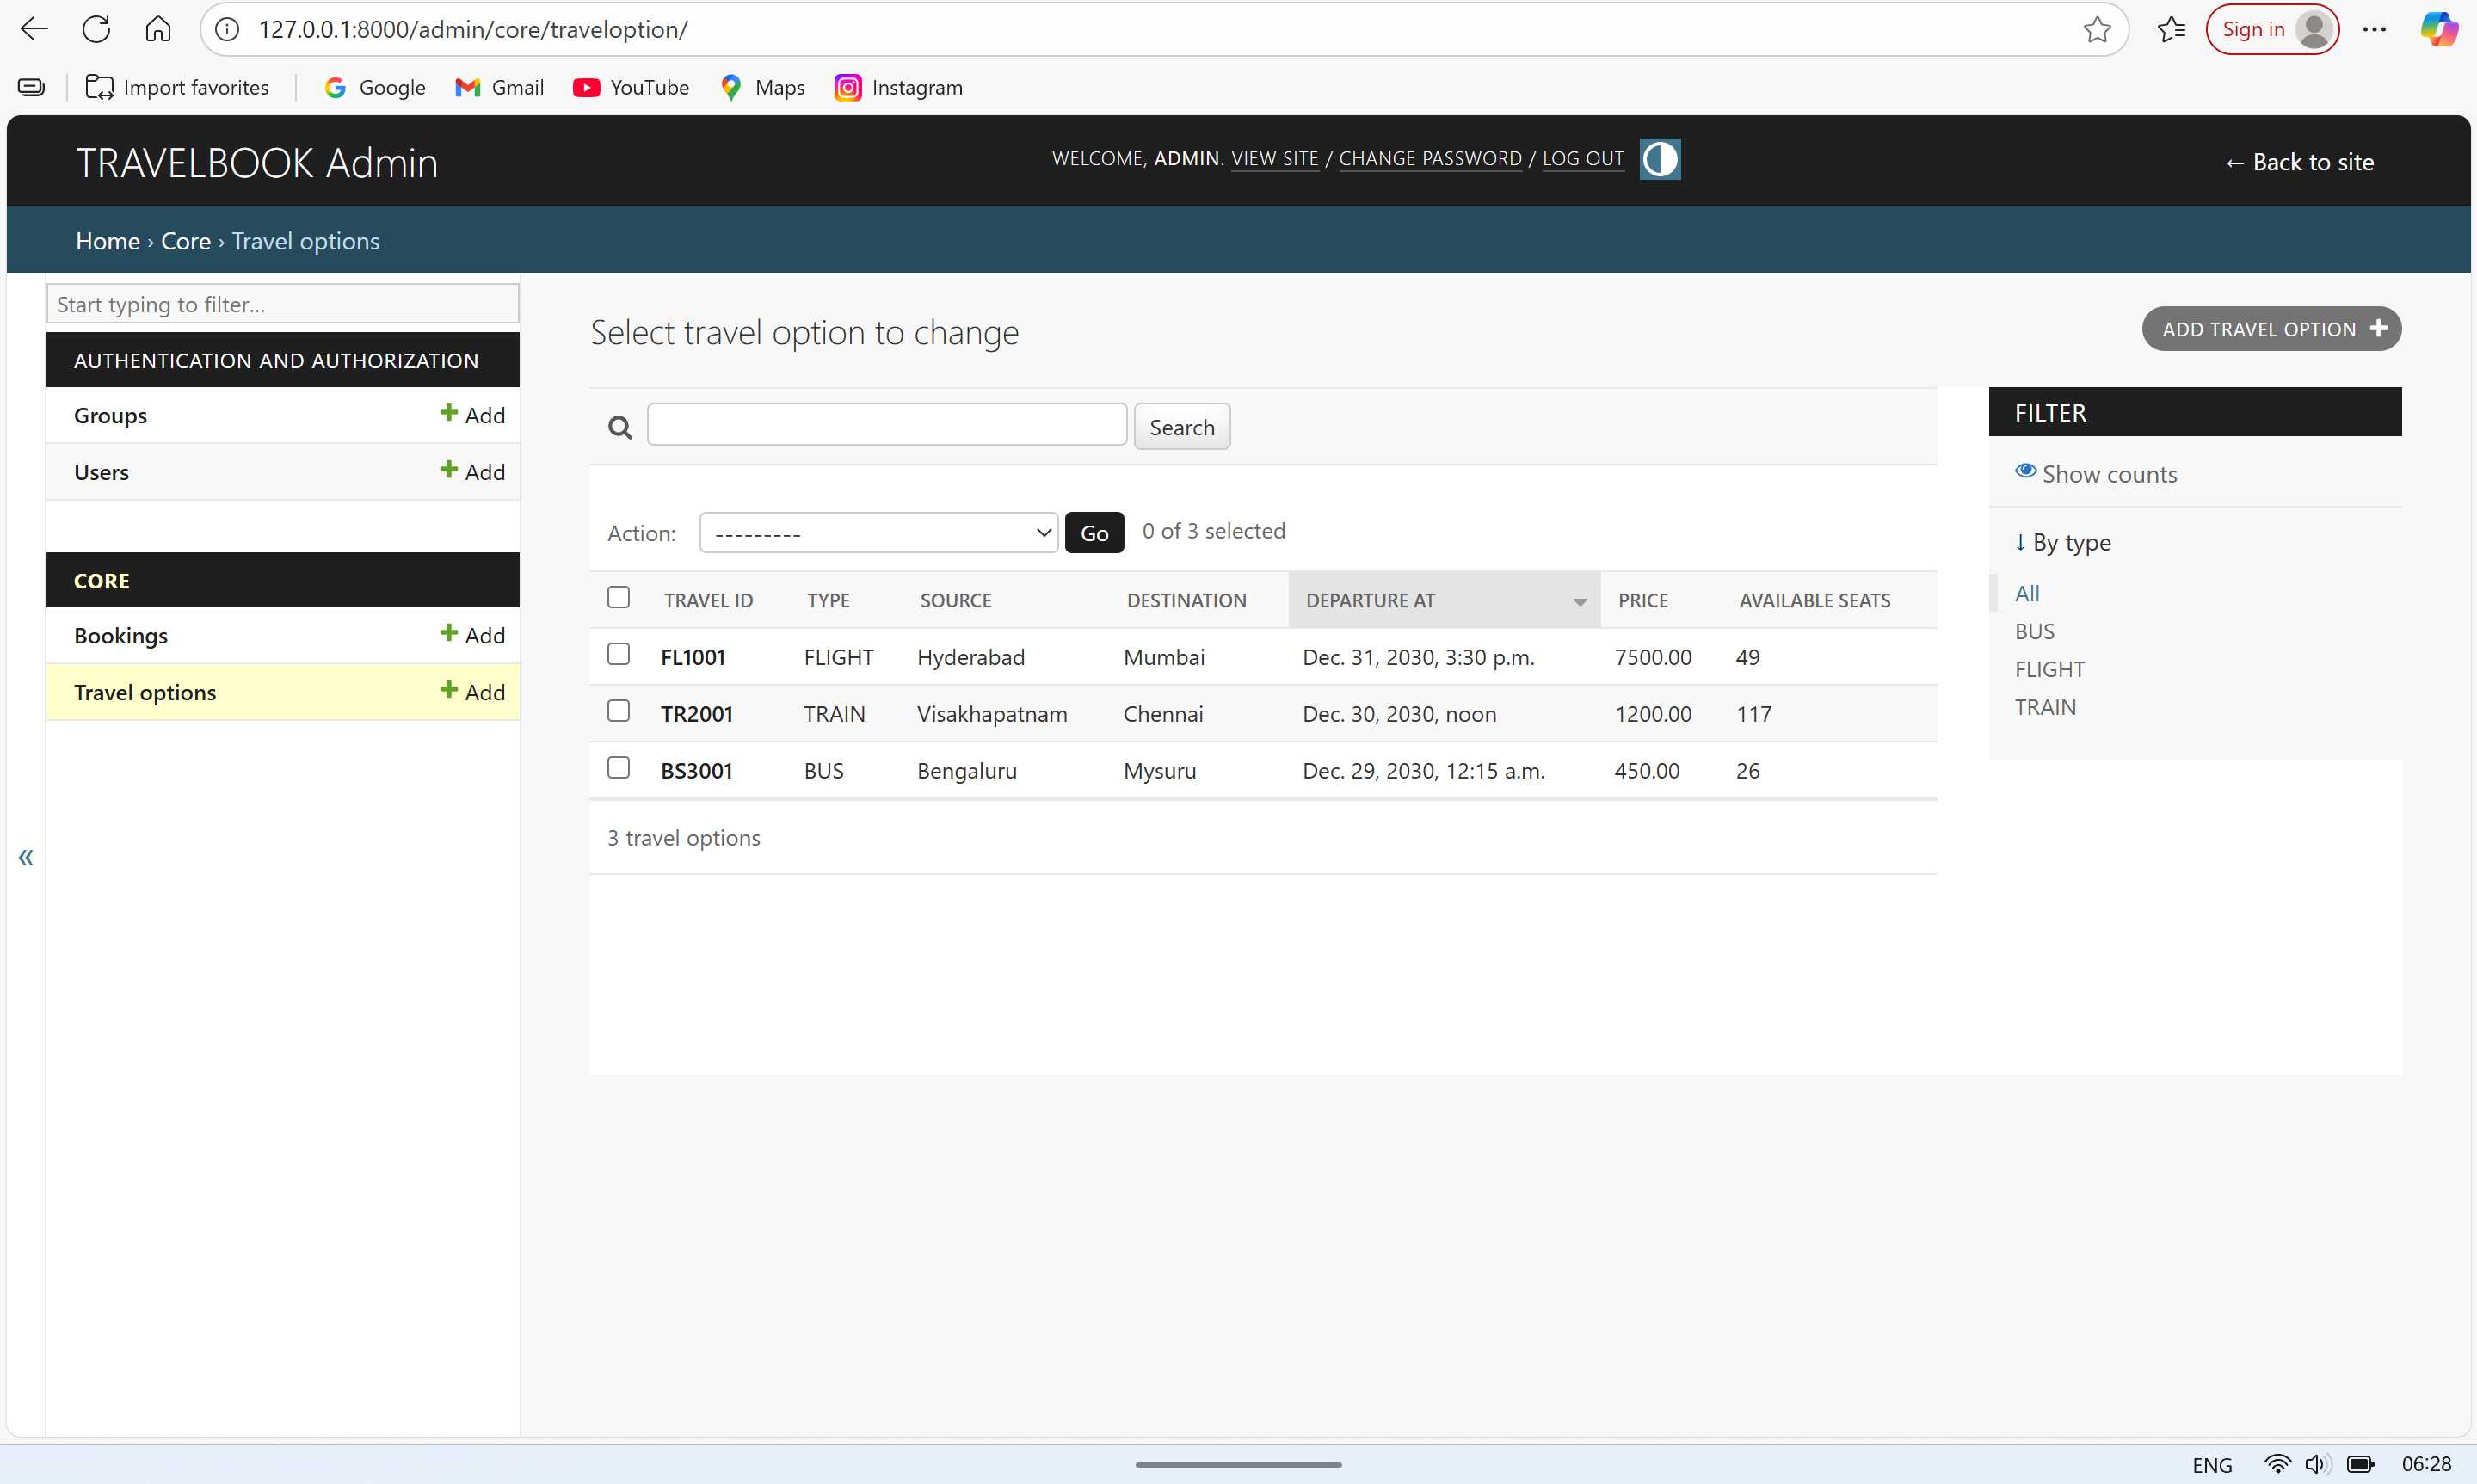 127.0.0.1:8000/admin/core/traveloption/
Sign in
Import favorites
Google
Gmail
YouTube
Maps
Instagram
TRAVELBOOK Admin
WELCOME, ADMIN. VIEW SITE / CHANGE PASSWORD / LOG OUT
← Back to site
Home › Core › Travel options
Start typing to filter...
AUTHENTICATION AND AUTHORIZATION
Groups + Add
Users + Add
CORE
Bookings + Add
Travel options + Add
«
Select travel option to change
ADD TRAVEL OPTION +
Search
Action: --------- Go 0 of 3 selected
TRAVEL ID TYPE SOURCE DESTINATION DEPARTURE AT PRICE AVAILABLE SEATS
FL1001 FLIGHT Hyderabad Mumbai Dec. 31, 2030, 3:30 p.m. 7500.00 49
TR2001 TRAIN Visakhapatnam Chennai Dec. 30, 2030, noon 1200.00 117
BS3001 BUS Bengaluru Mysuru Dec. 29, 2030, 12:15 a.m. 450.00 26
3 travel options
FILTER
Show counts
↓ By type
All
BUS
FLIGHT
TRAIN
ENG
06:28